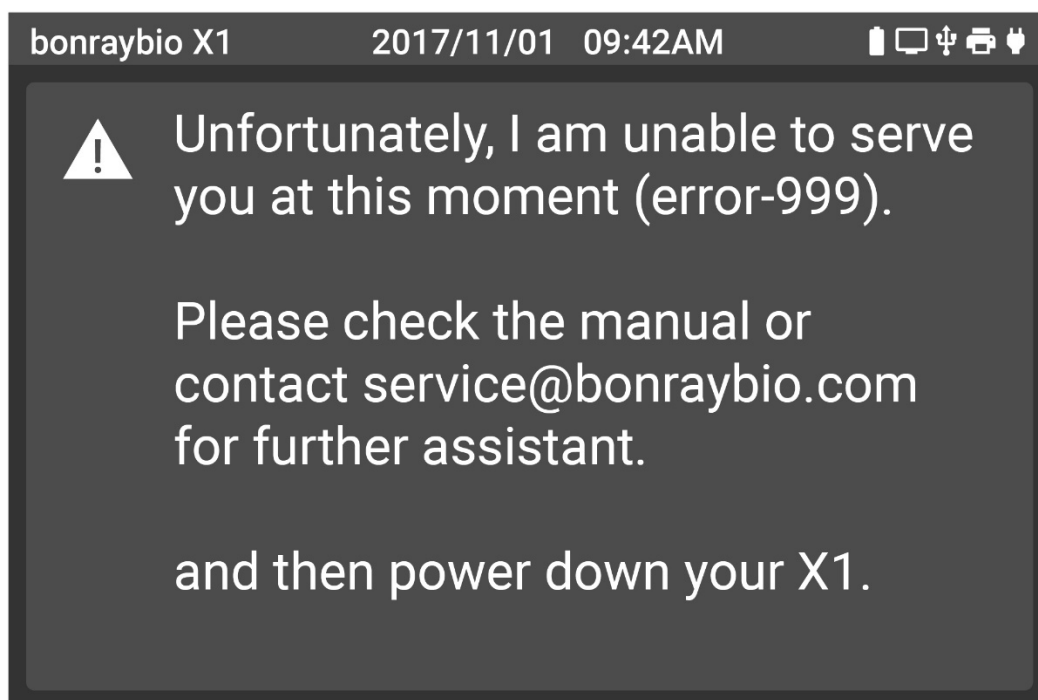 bonraybio X1 2017/11/01 09:42AM
Unfortunately, I am unable to serve
you at this moment (error-999).
Please check the manual or
contact service@bonraybio.com
for further assistant.
and then power down your X1.